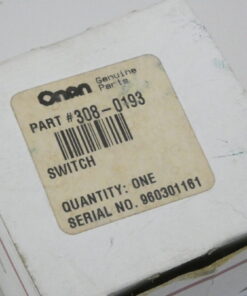 Onan Genuine
Parts
PART #308-0193
SWITCH
QUANTITY: ONE
SERIAL NO. 960301161